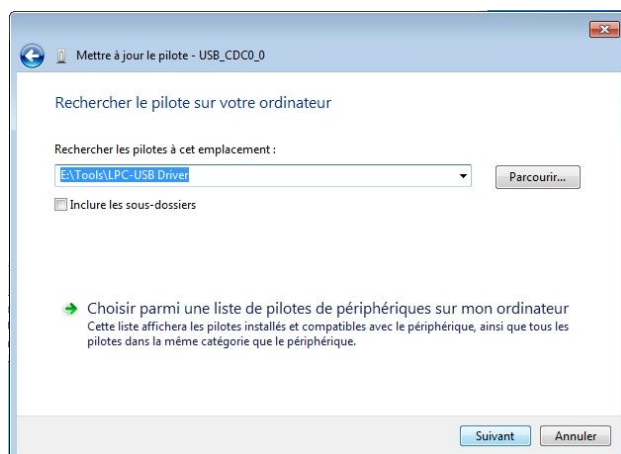 Mettre à jour le pilote - USB_CDC0_0
Rechercher le pilote sur votre ordinateur
Rechercher les pilotes à cet emplacement :
E:\Tools\LPC-USB Driver
Parcourir...
Inclure les sous-dossiers
Choisir parmi une liste de pilotes de périphériques sur mon ordinateur
Cette liste affichera les pilotes installés et compatibles avec le périphérique, ainsi que tous les
pilotes dans la même catégorie que le périphérique.
Suivant
Annuler